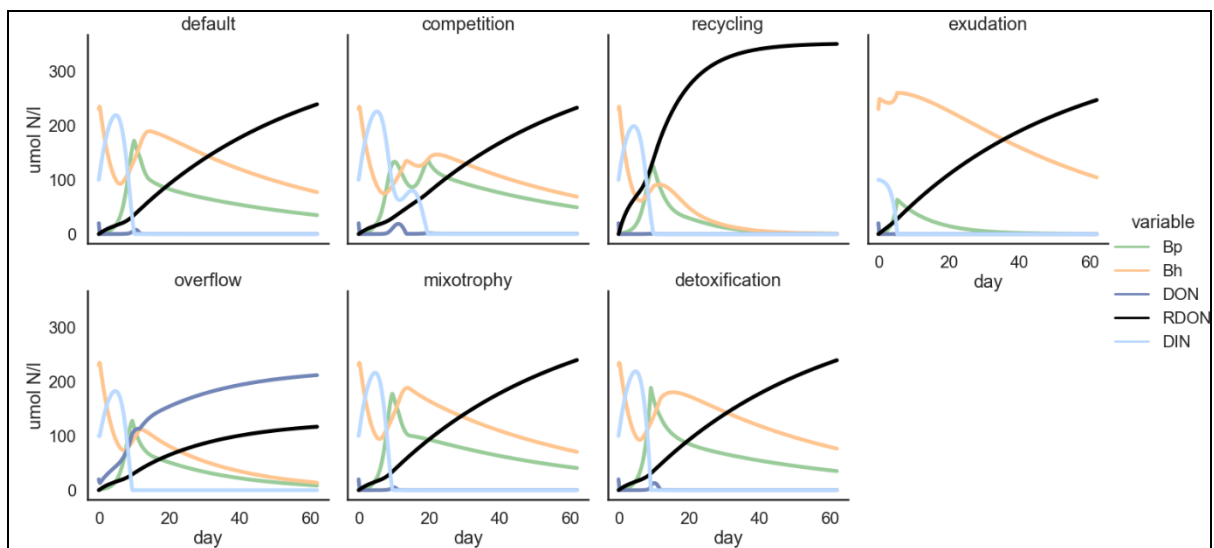 default
competition
recycling
exudation
300
200
100
0
umol N/l
0 20 40 60
day
variable
Bp
Bh
DON
RDON
DIN
overflow
mixotrophy
detoxification
300
200
100
0
umol N/l
0 20 40 60
day
0 20 40 60
day
0 20 40 60
day